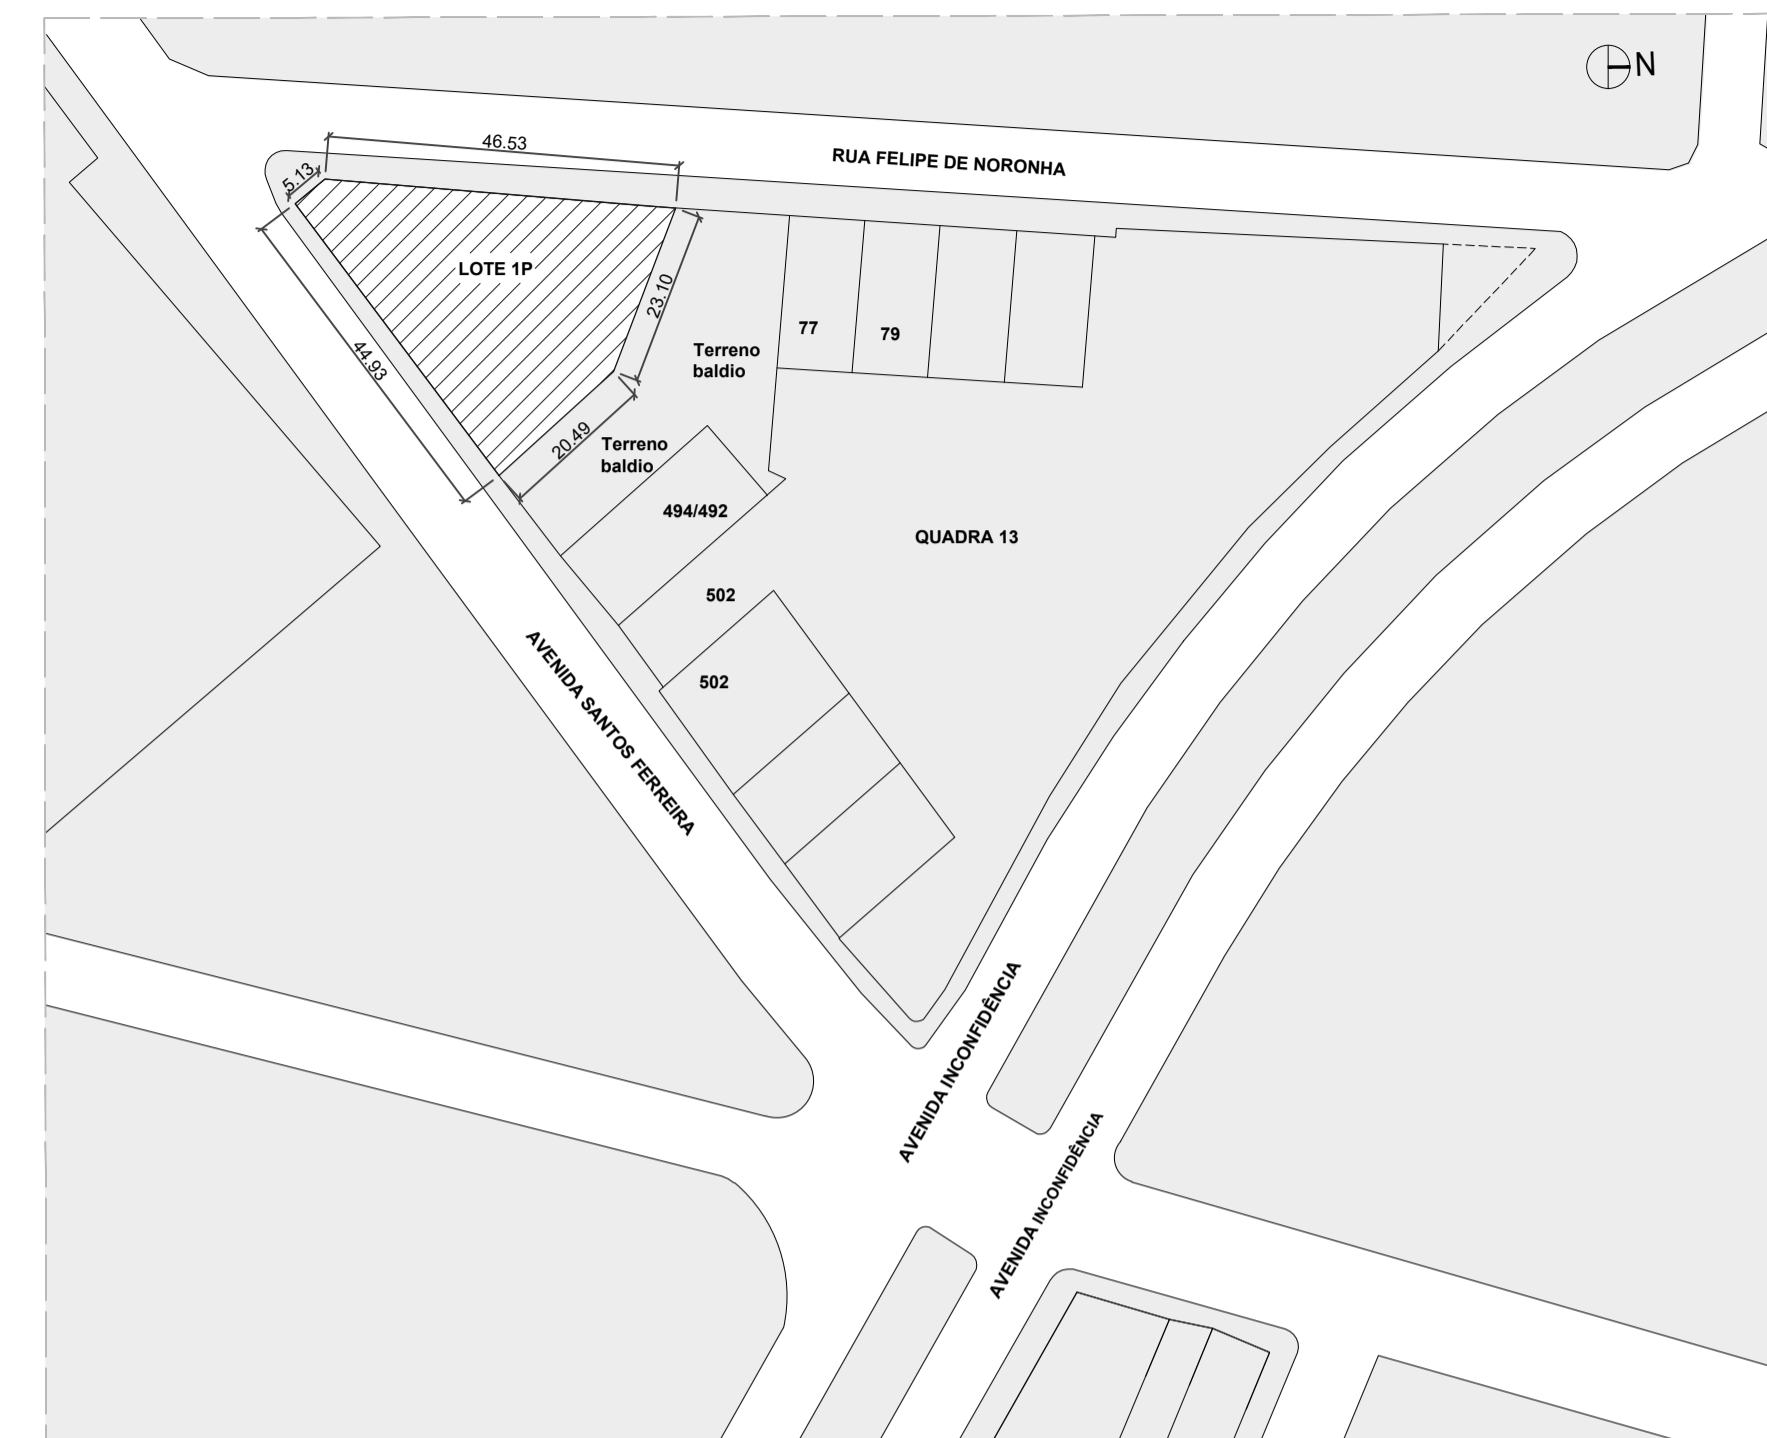 N
46.53
RUA FELIPE DE NORONHA
5.13
LOTE 1P
23.10
77
79
Terreno
baldio
44.93
20.49
Terreno
baldio
494/492
QUADRA 13
502
AVENIDA SANTOS FERREIRA
502
AVENIDA INCONFIDÊNCIA
AVENIDA INCONFIDÊNCIA